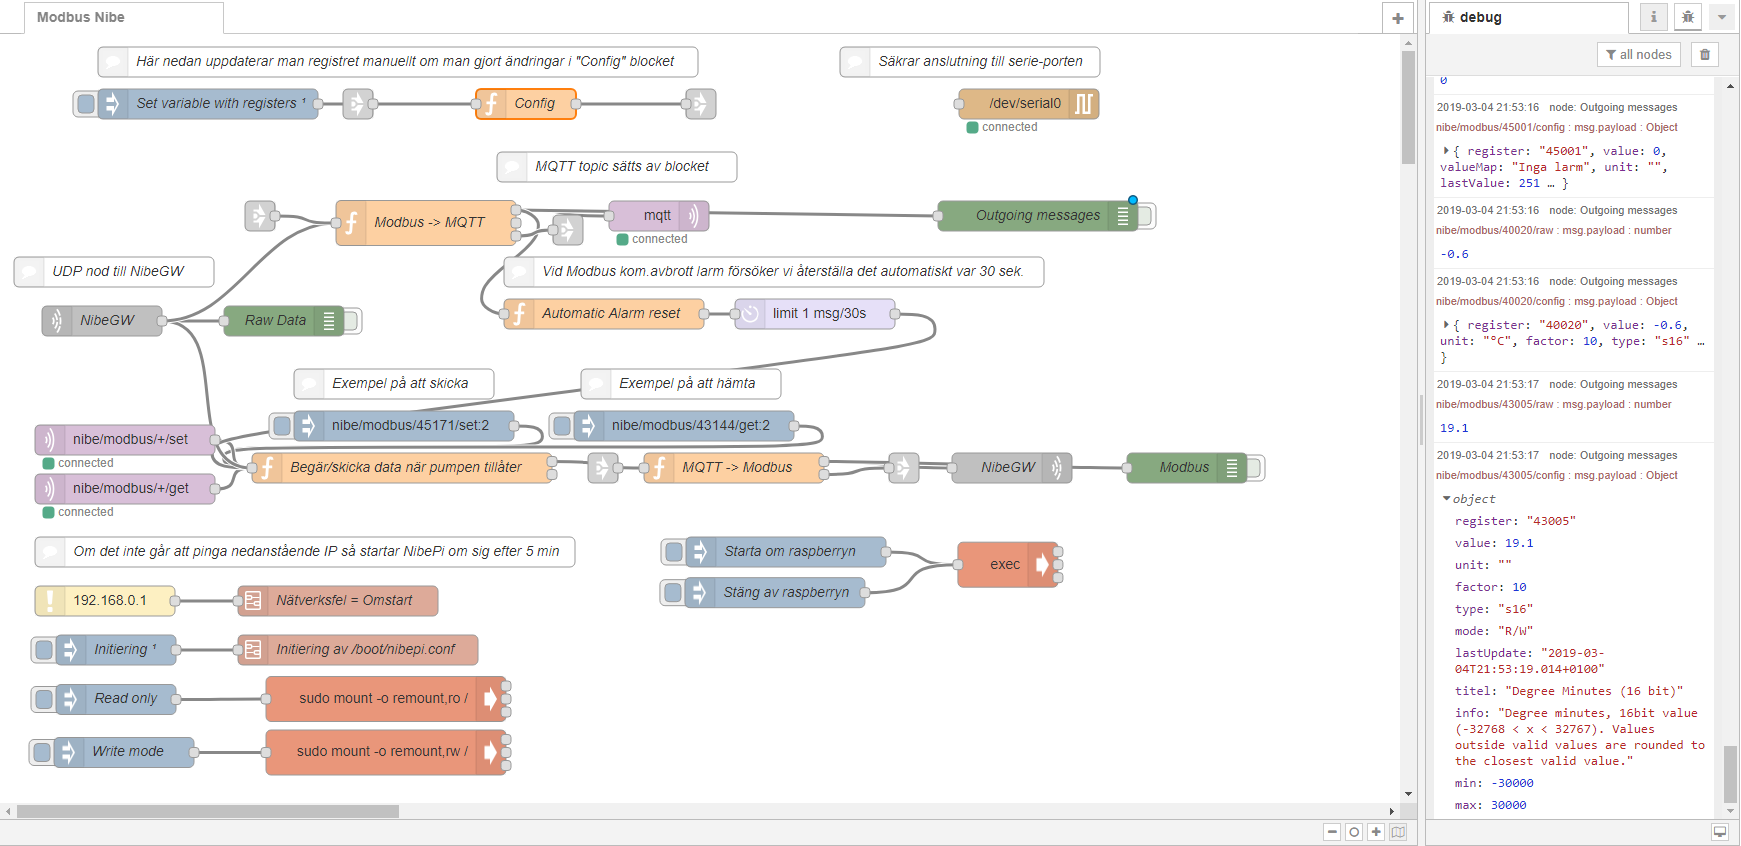 Modbus Nibe
Här nedan uppdaterar man registret manuellt om man gjort ändringar i "Config" blocket
Säkrar anslutning till serie-porten
Set variable with registers ¹
Config
/dev/serial0
connected
MQTT topic sätts av blocket
Modbus -> MQTT
mqtt
connected
Outgoing messages
UDP nod till NibeGW
Vid Modbus kom.avbrott larm försöker vi återställa det automatiskt var 30 sek.
NibeGW
Raw Data
Automatic Alarm reset
limit 1 msg/30s
Exempel på att skicka
Exempel på att hämta
nibe/modbus/+/set
connected
nibe/modbus/45171/set:2
nibe/modbus/43144/get:2
Begär/skicka data när pumpen tillåter
MQTT -> Modbus
NibeGW
Modbus
nibe/modbus/+/get
connected
Om det inte går att pinga nedanstående IP så startar NibePi om sig efter 5 min
Starta om raspberryn
exec
Stäng av raspberryn
192.168.0.1
Nätverksfel = Omstart
Initiering ¹
Initiering av /boot/nibepi.conf
Read only
sudo mount -o remount,ro /
Write mode
sudo mount -o remount,rw /
debug
i
all nodes
0
2019-03-04 21:53:16 node: Outgoing messages
nibe/modbus/45001/config : msg.payload : Object
{ register: "45001", value: 0,
valueMap: "Inga larm", unit: "",
lastValue: 251 … }
2019-03-04 21:53:16 node: Outgoing messages
nibe/modbus/40020/raw : msg.payload : number
-0.6
2019-03-04 21:53:16 node: Outgoing messages
nibe/modbus/40020/config : msg.payload : Object
{ register: "40020", value: -0.6,
unit: "°C", factor: 10, type: "s16" …
}
2019-03-04 21:53:17 node: Outgoing messages
nibe/modbus/43005/raw : msg.payload : number
19.1
2019-03-04 21:53:17 node: Outgoing messages
nibe/modbus/43005/config : msg.payload : Object
object
register: "43005"
value: 19.1
unit: ""
factor: 10
type: "s16"
mode: "R/W"
lastUpdate: "2019-03-
04T21:53:19.014+0100"
titel: "Degree Minutes (16 bit)"
info: "Degree minutes, 16bit value
(-32768 < x < 32767). Values
outside valid values are rounded to
the closest valid value."
min: -30000
max: 30000